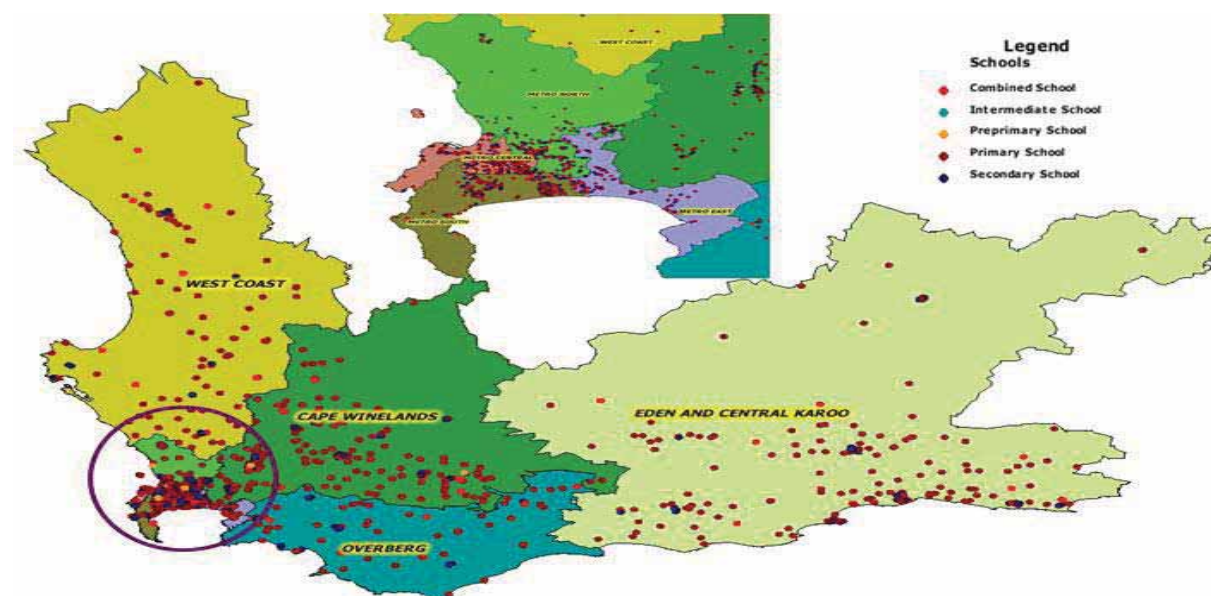 WEST COAST
METRO NORTH
METRO CENTRAL
METRO SOUTH
METRO EAST
Legend
Schools
Combined School
Intermediate School
Preprimary School
Primary School
Secondary School
WEST COAST
CAPE WINELANDS
EDEN AND CENTRAL KAROO
OVERBERG